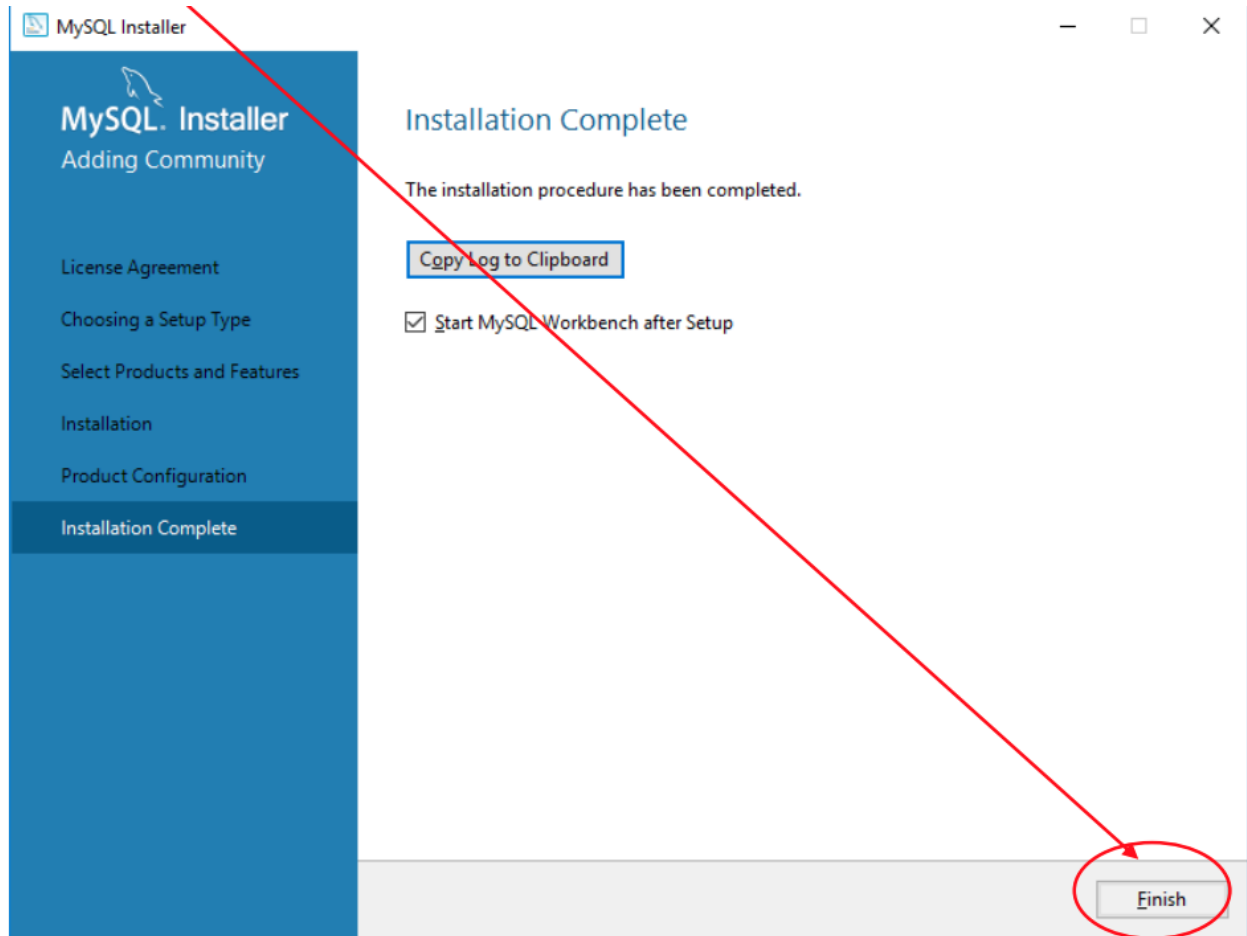 MySQL Installer
MySQL. Installer
Adding Community
License Agreement
Choosing a Setup Type
Select Products and Features
Installation
Product Configuration
Installation Complete
Installation Complete
The installation procedure has been completed.
Copy Log to Clipboard
Start MySQL Workbench after Setup
Finish